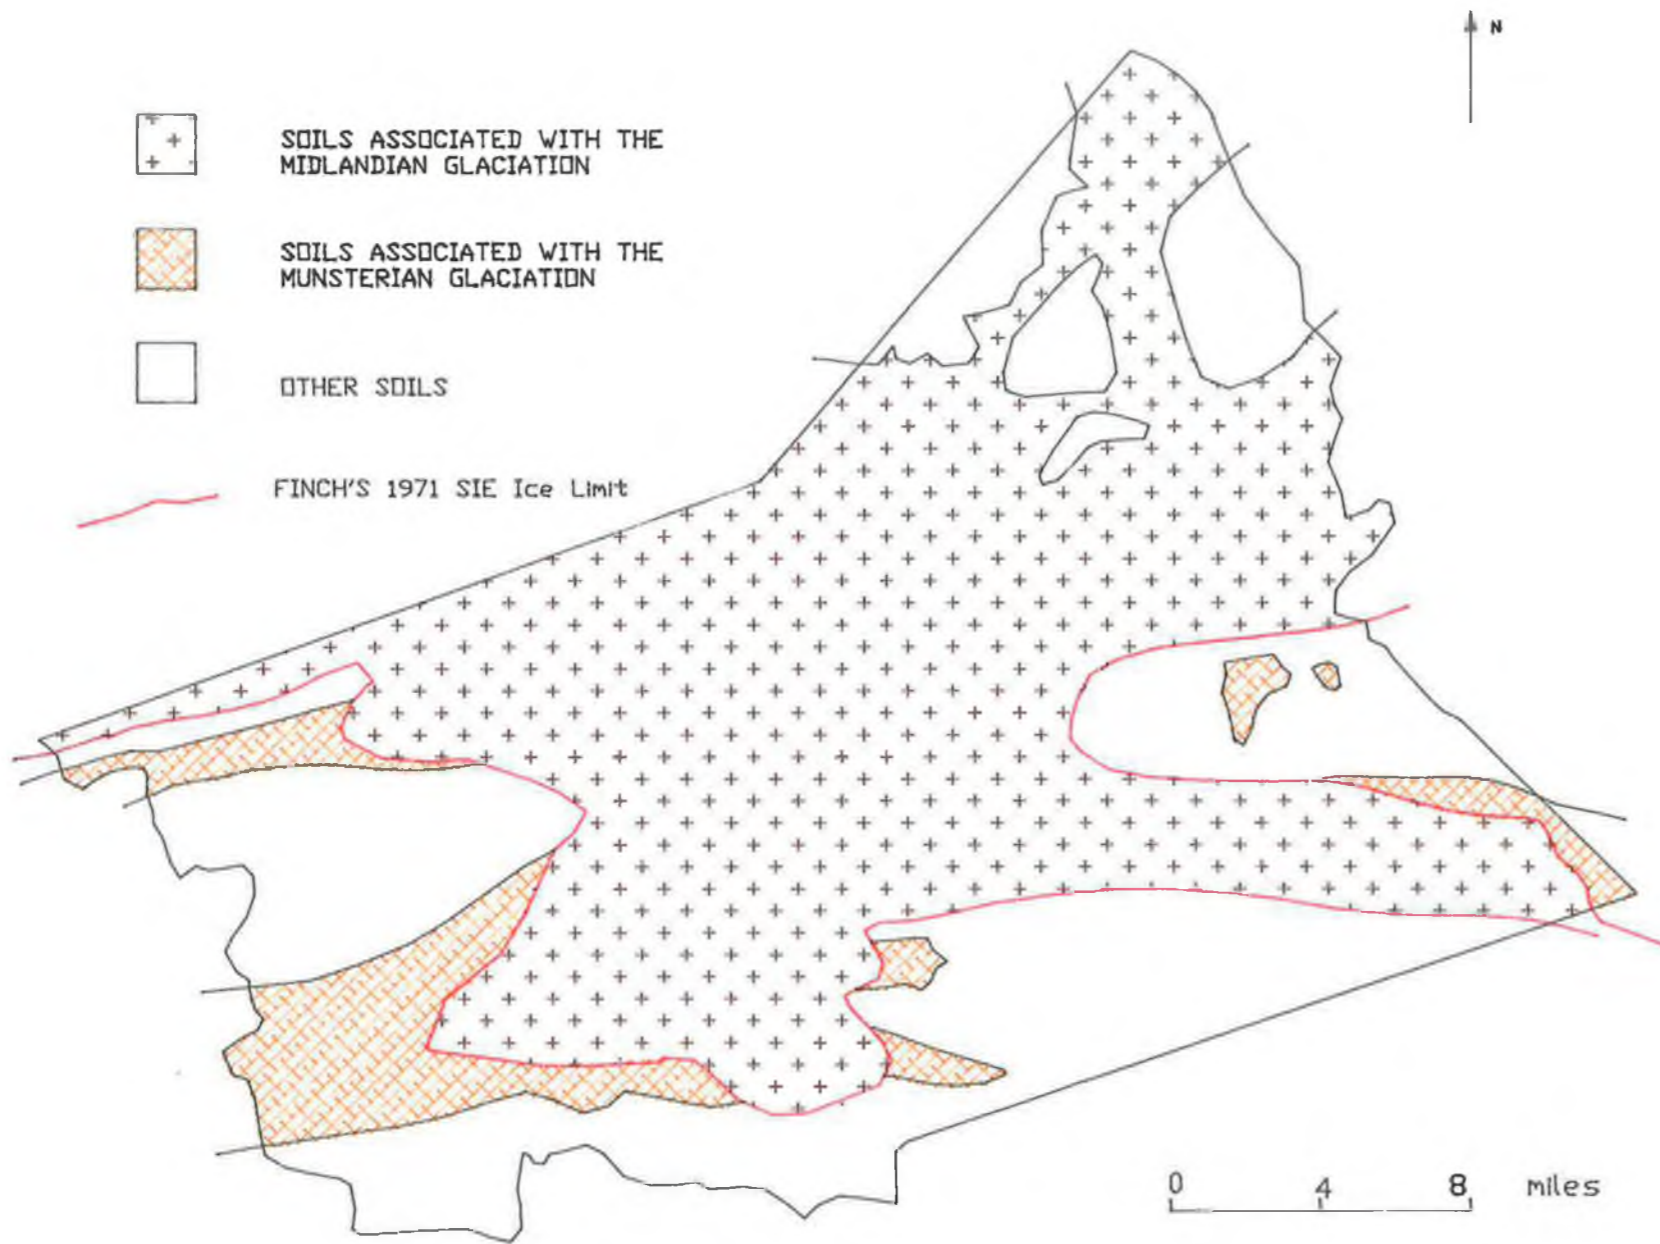 N
SOILS ASSOCIATED WITH THE
MIDLANDIAN GLACIATION
SOILS ASSOCIATED WITH THE
MUNSTERIAN GLACIATION
OTHER SOILS
FINCH'S 1971 SIE Ice Limit
0 4 8 miles